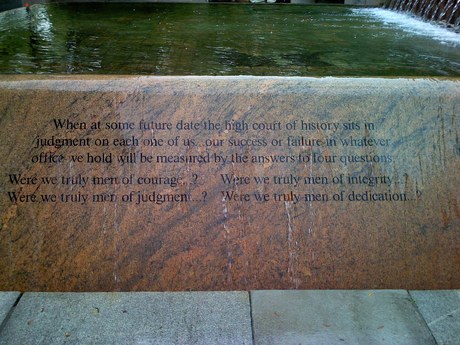 When at some future date the high court of history sits in
judgment on each one of us...our success or failure in whatever
office we hold will be measured by the answers to four questions:
Were we truly men of courage...? Were we truly men of integrity...?
Were we truly men of judgment...? Were we truly men of dedication...?